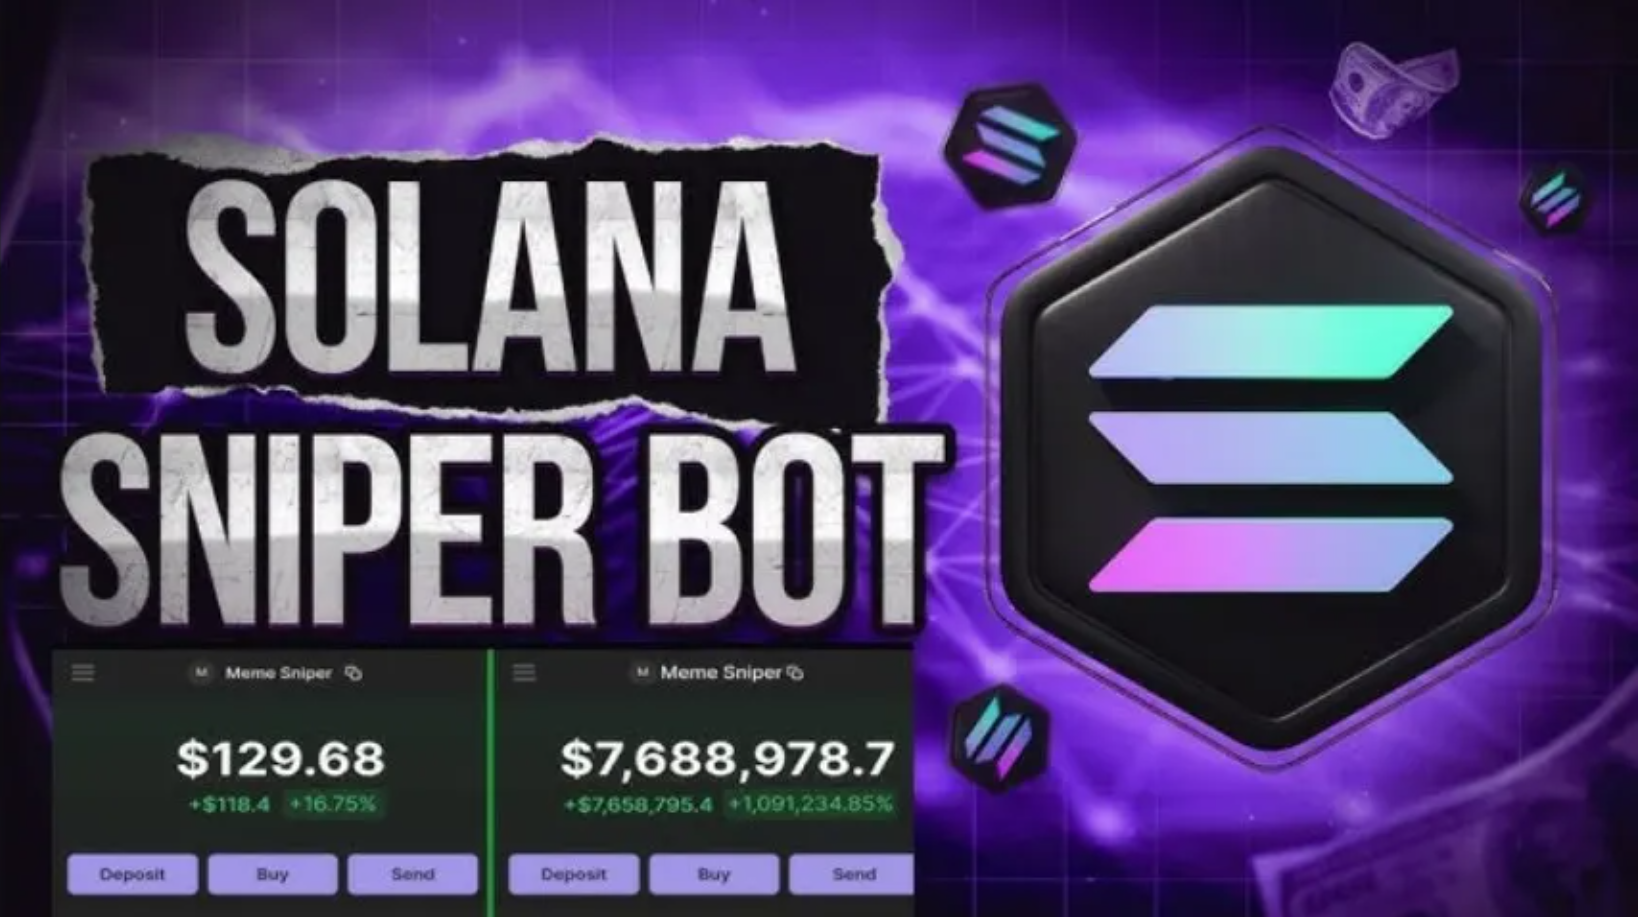 SOLANA
SNIPER BOT
M Meme Sniper
$129.68
+$118.4 +16.75%
Deposit Buy Send
M Meme Sniper
$7,688,978.7
+$7,658,795.4 +1,091,234.85%
Deposit Buy Send